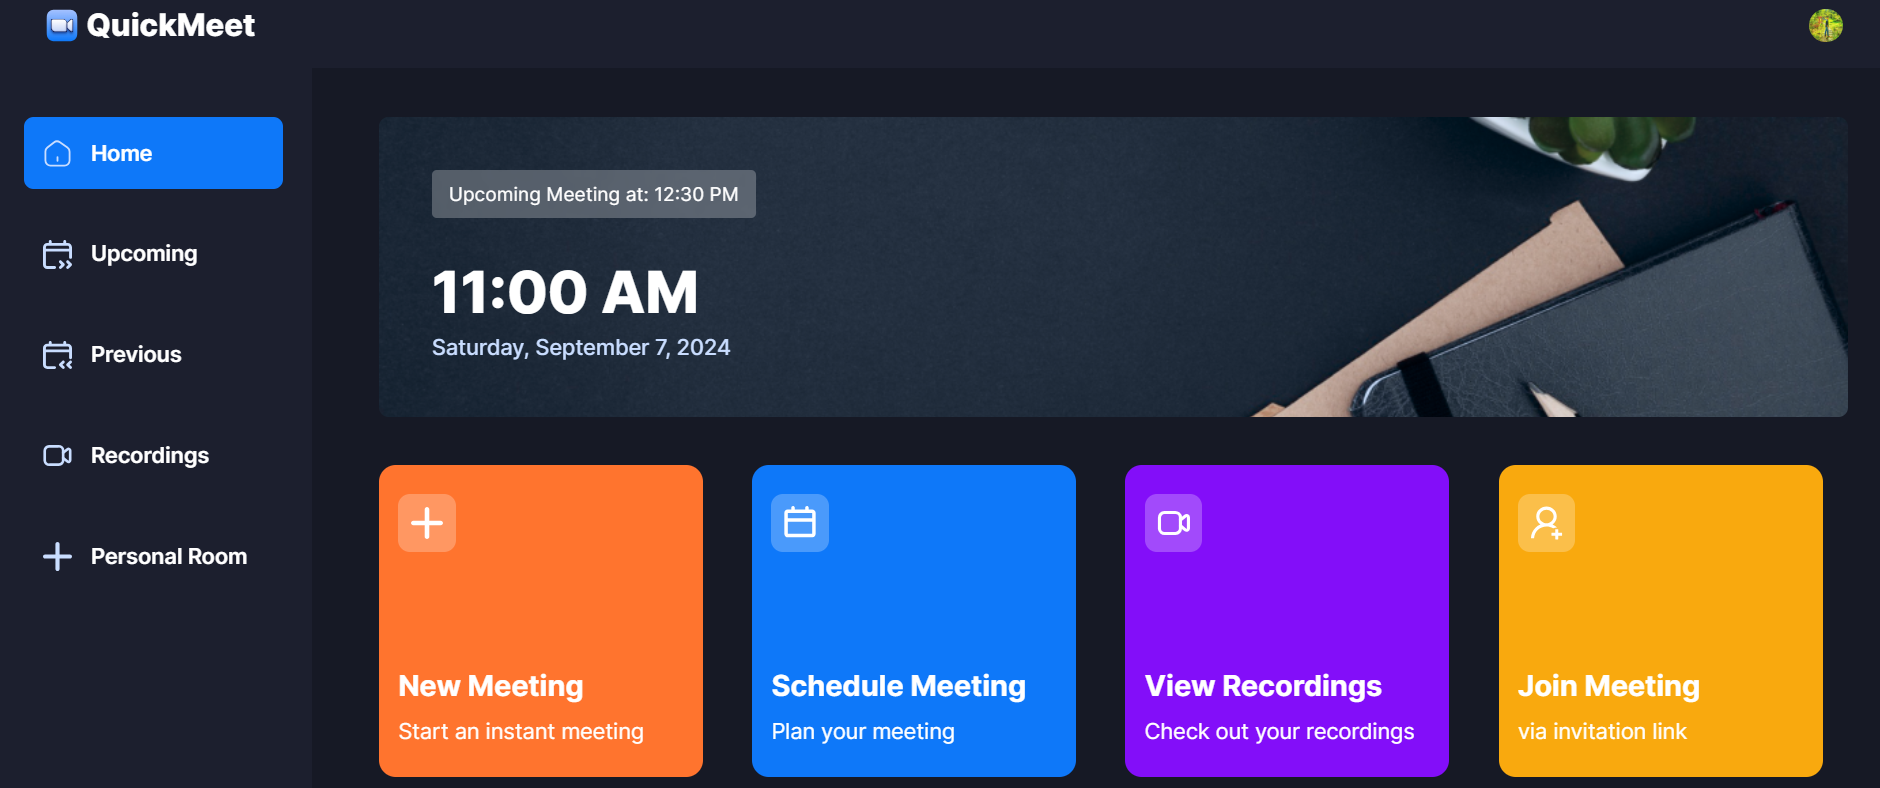 QuickMeet
Home
Upcoming
Previous
Recordings
Personal Room
Upcoming Meeting at: 12:30 PM
11:00 AM
Saturday, September 7, 2024
New Meeting
Start an instant meeting
Schedule Meeting
Plan your meeting
View Recordings
Check out your recordings
Join Meeting
via invitation link